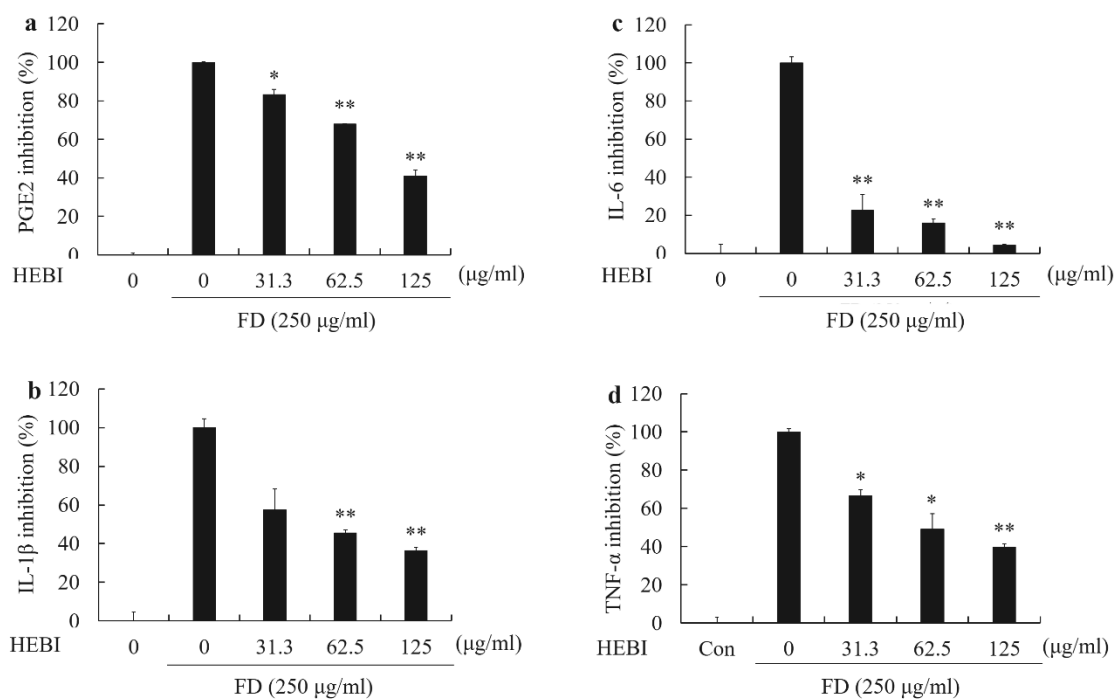 a
120
100
80
60
40
20
0
PGE2 inhibition (%)
*
**
**
HEBI 0 0 31.3 62.5 125 (μg/ml)
FD (250 μg/ml)
c
120
100
80
60
40
20
0
IL-6 inhibition (%)
**
**
**
HEBI 0 0 31.3 62.5 125 (μg/ml)
FD (250 μg/ml)
b
120
100
80
60
40
20
0
IL-1β inhibition (%)
**
**
HEBI 0 0 31.3 62.5 125 (μg/ml)
FD (250 μg/ml)
d
120
100
80
60
40
20
0
TNF-α inhibition (%)
*
*
**
HEBI Con 0 31.3 62.5 125 (μg/ml)
FD (250 μg/ml)